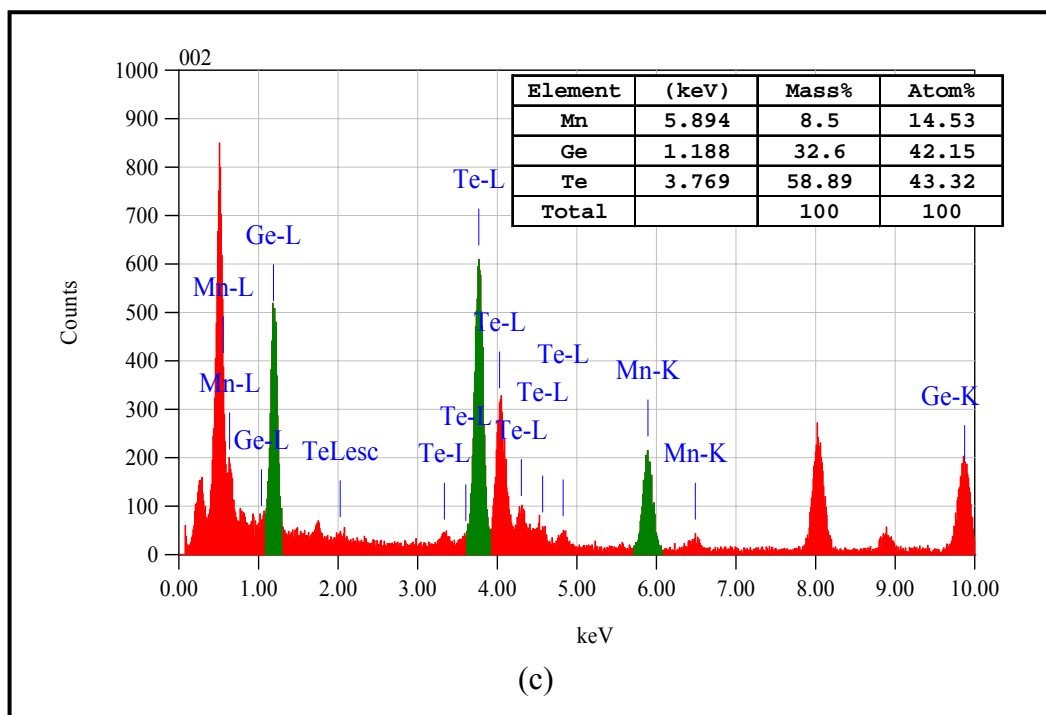 002
1000
900
800
700
600
500
400
300
200
100
0
Counts
Element (keV) Mass% Atom%
Mn 5.894 8.5 14.53
Ge 1.188 32.6 42.15
Te 3.769 58.89 43.32
Total 100 100
Te-L
Ge-L
Mn-L
Te-L
Te-L
Mn-K
Mn-L
Te-L
Ge-K
Te-L
Ge-L
TeLesc
Te-L
Te-L
Mn-K
0.00 1.00 2.00 3.00 4.00 5.00 6.00 7.00 8.00 9.00 10.00
keV
(c)